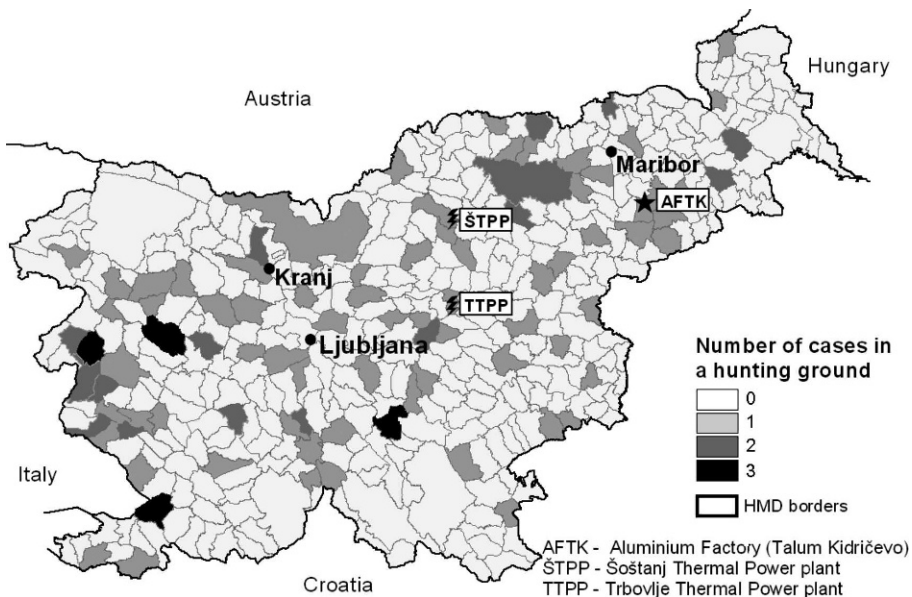 Hungary
Austria
Maribor
AFTK
ŠTPP
Kranj
TTPP
Ljubljana
Number of cases in
a hunting ground
0
1
2
3
HMD borders
Italy
Croatia
AFTK - Aluminium Factory (Talum Kidričevo)
ŠTPP - Šoštanj Thermal Power plant
TTPP - Trbovlje Thermal Power plant